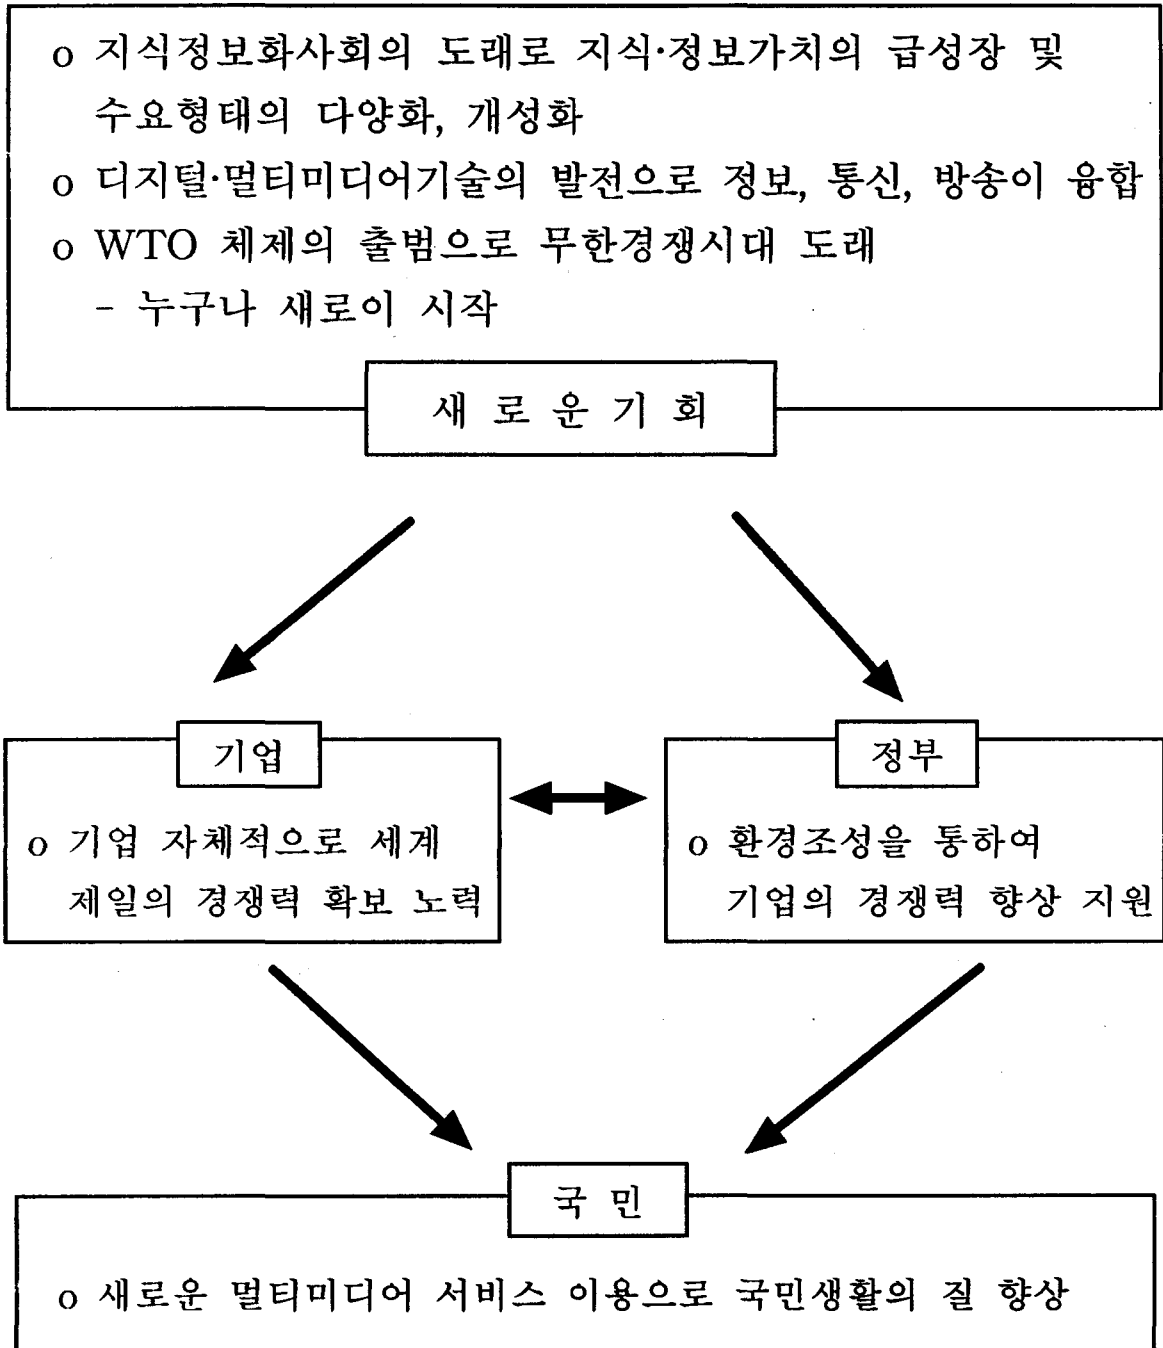 o 지식정보화사회의 도래로 지식·정보가치의 급성장 및
수요형태의 다양화, 개성화
o 디지털·멀티미디어기술의 발전으로 정보, 통신, 방송이 융합
o WTO 체제의 출범으로 무한경쟁시대 도래
- 누구나 새로이 시작
새 로 운 기 회
기업
o 기업 자체적으로 세계
제일의 경쟁력 확보 노력
정부
o 환경조성을 통하여
기업의 경쟁력 향상 지원
국 민
o 새로운 멀티미디어 서비스 이용으로 국민생활의 질 향상